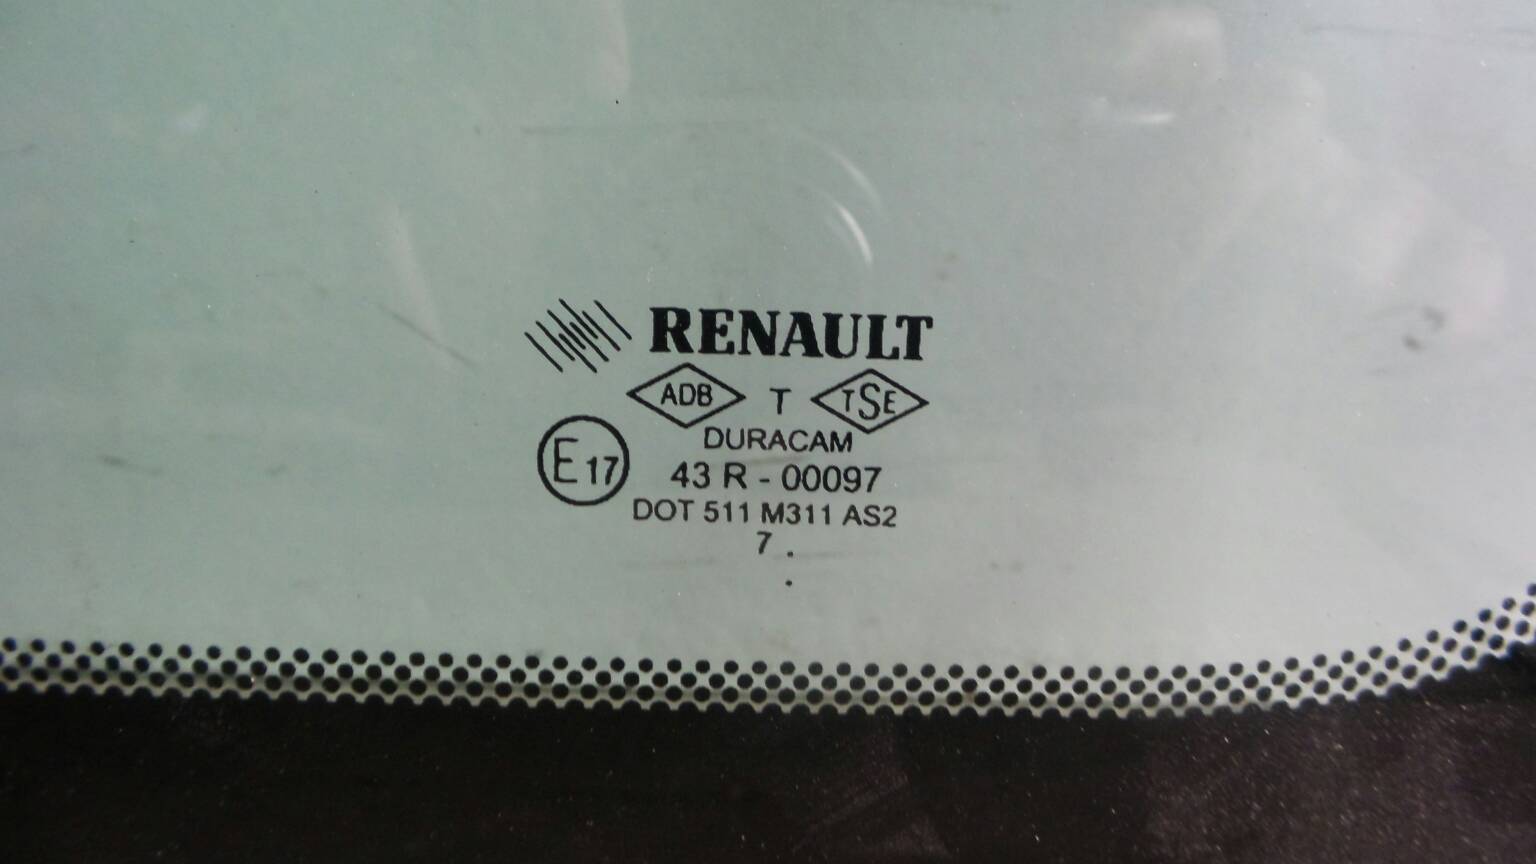 RENAULT
ADB T TSE
DURACAM
E17 43 R - 00097
DOT 511 M311 AS2
7 .
.